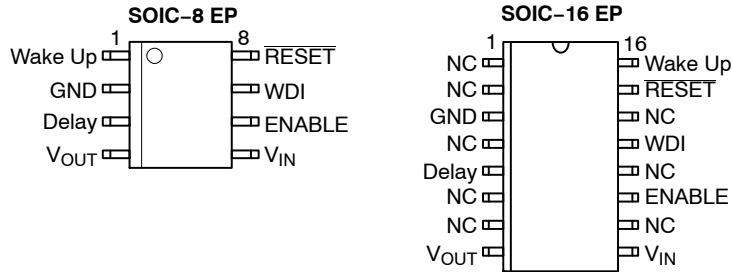 SOIC–8 EP
1 8
Wake Up RESET
GND WDI
Delay ENABLE
VOUT VIN
SOIC–16 EP
1 16
NC Wake Up
NC RESET
GND NC
NC WDI
Delay NC
NC ENABLE
NC NC
VOUT VIN